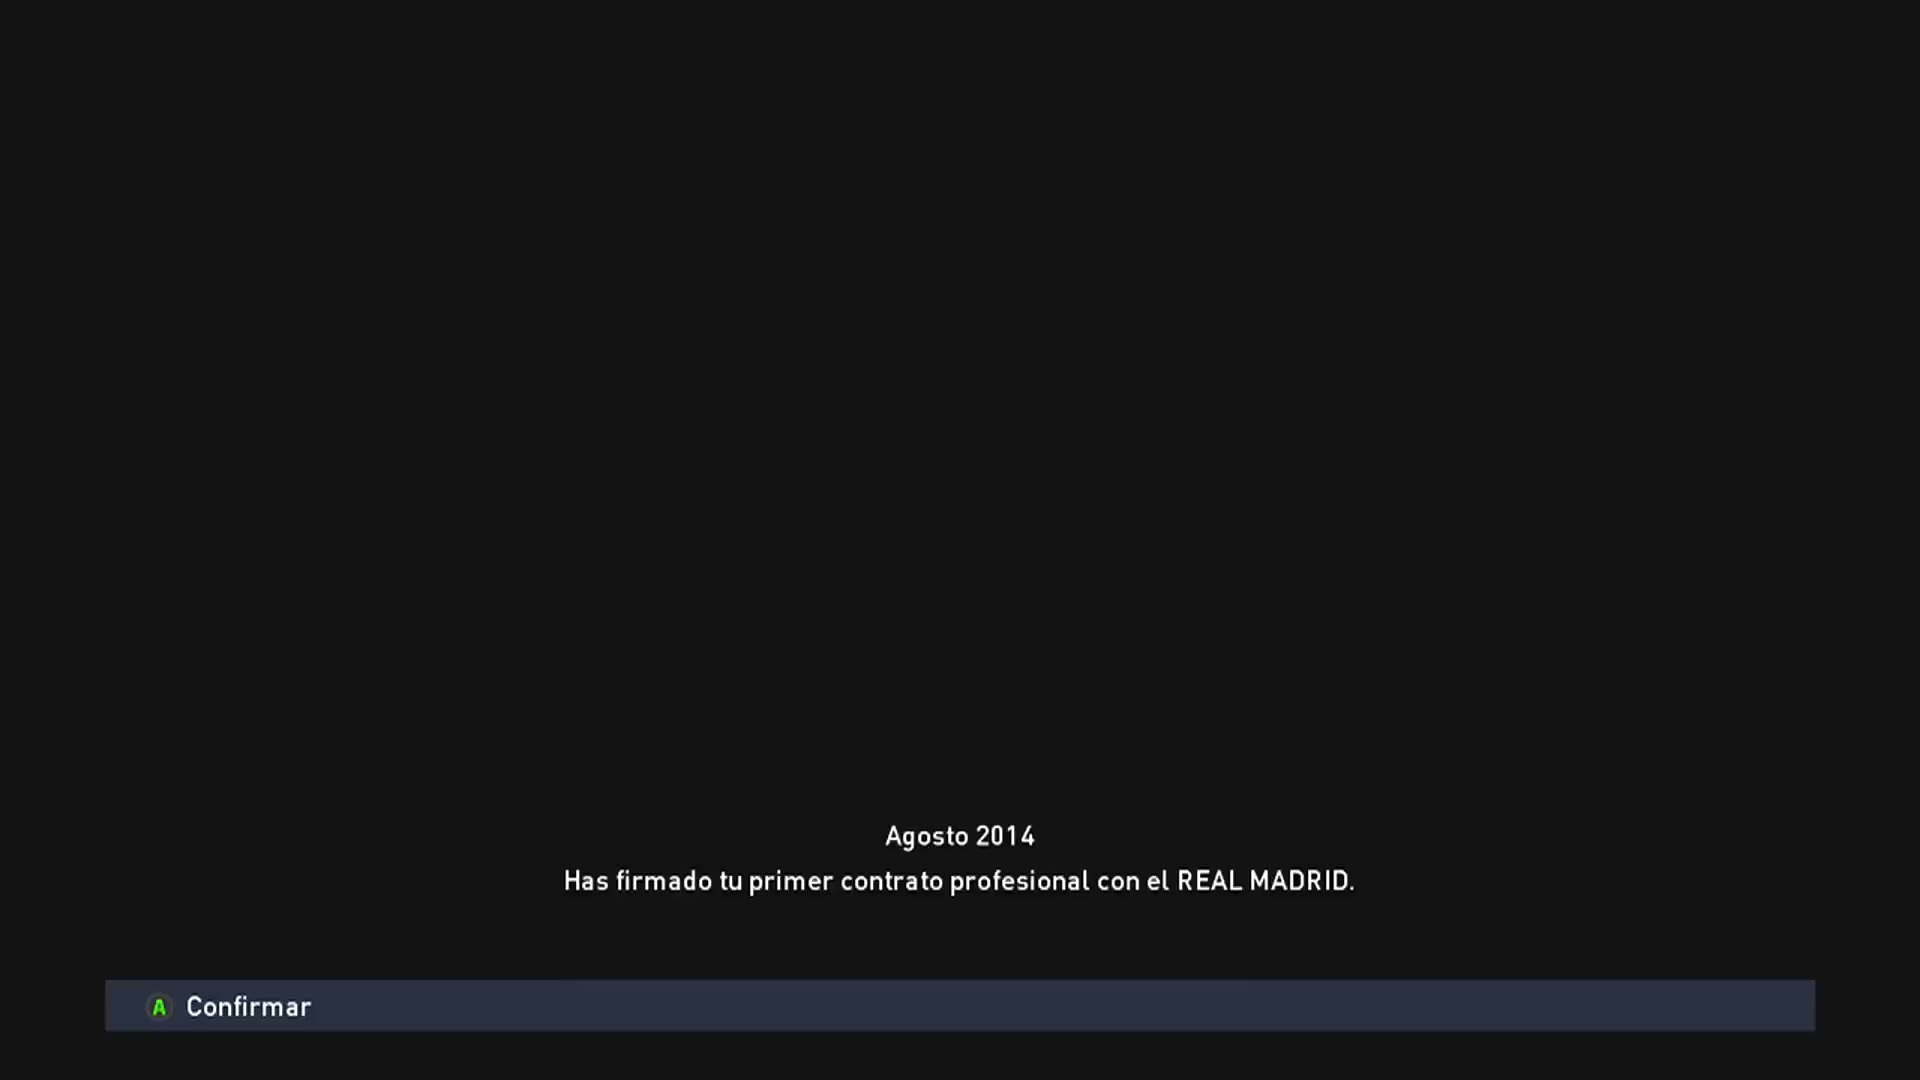 Agosto 2014
Has firmado tu primer contrato profesional con el REAL MADRID.
A Confirmar